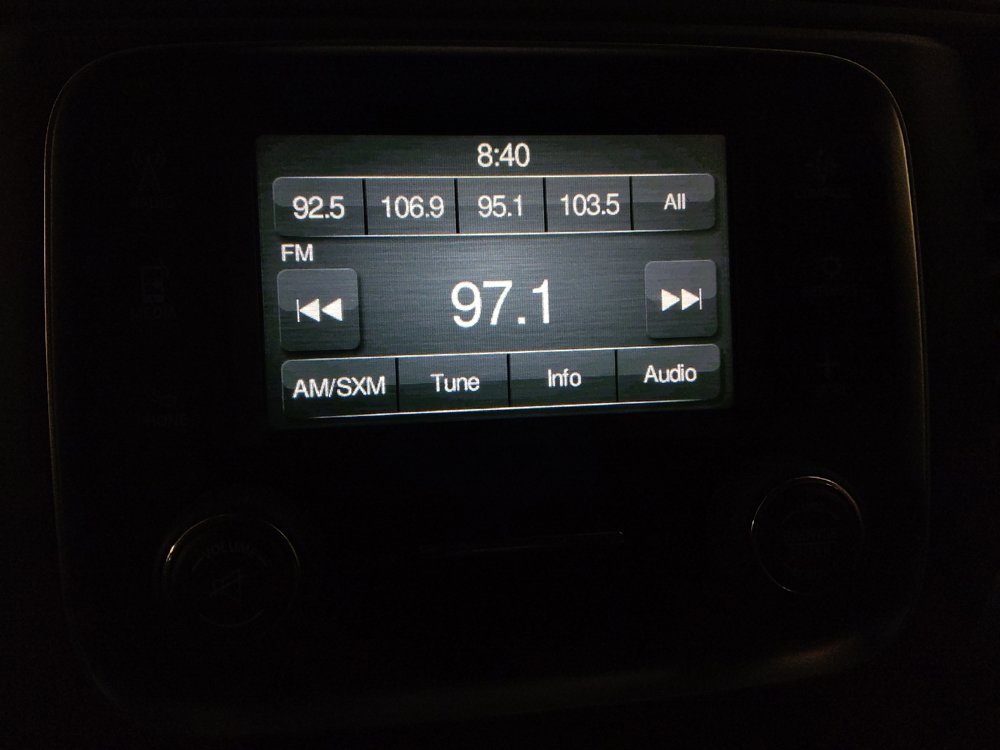 8:40
92.5 106.9 95.1 103.5 All
FM
97.1
AM/SXM Tune Info Audio
VOLUME